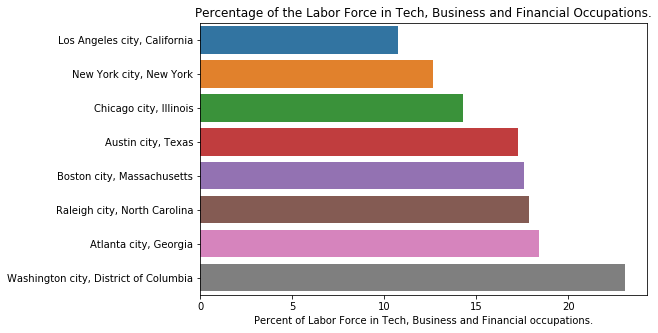 Percentage of the Labor Force in Tech, Business and Financial Occupations.
Los Angeles city, California
New York city, New York
Chicago city, Illinois
Austin city, Texas
Boston city, Massachusetts
Raleigh city, North Carolina
Atlanta city, Georgia
Washington city, District of Columbia
0 5 10 15 20
Percent of Labor Force in Tech, Business and Financial occupations.